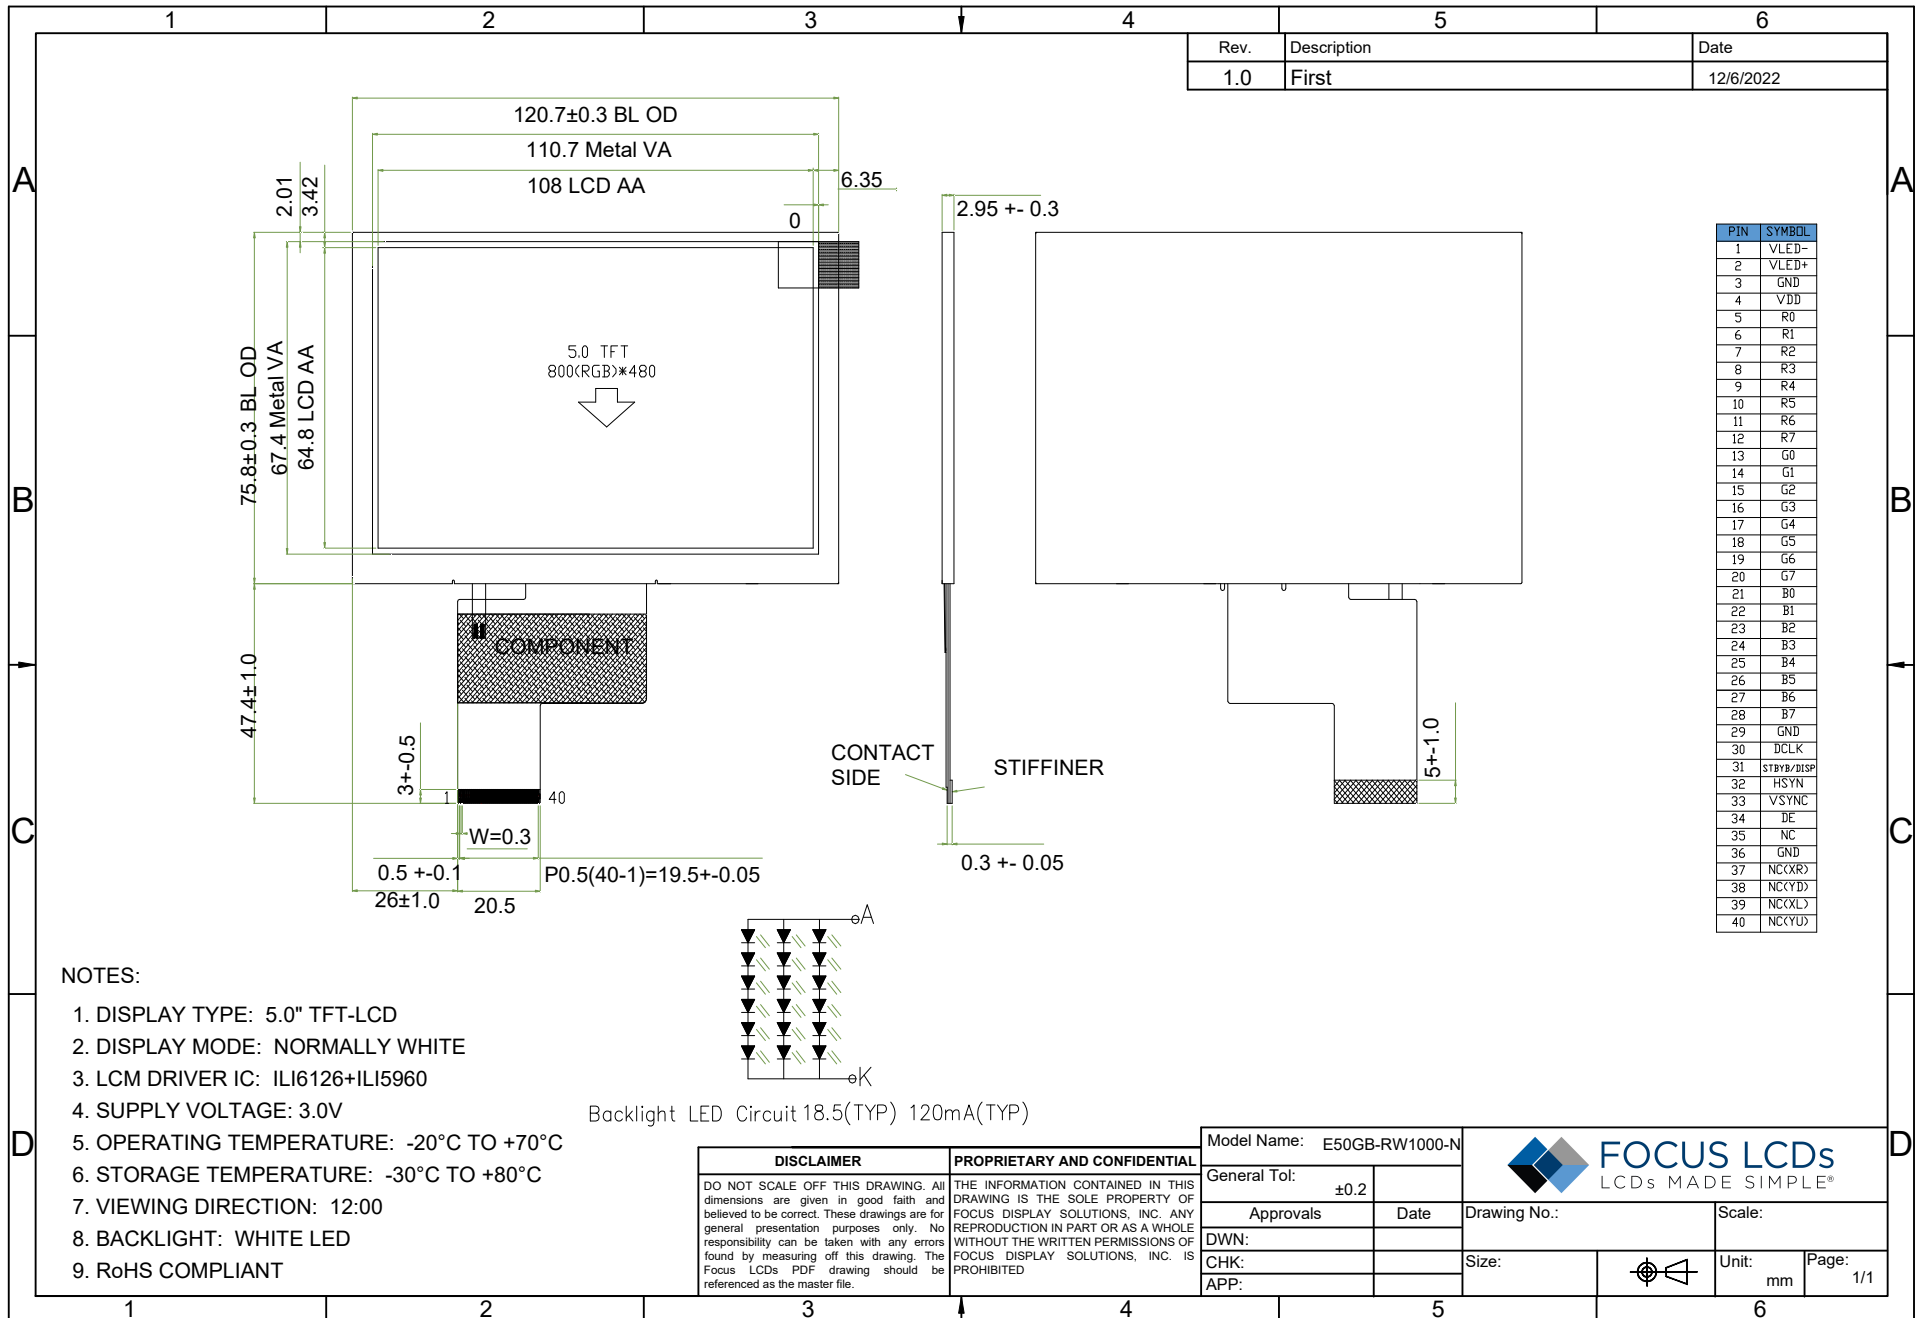 1 2 3 4 5 6
Rev. Description Date
1.0 First 12/6/2022
120.7±0.3 BL OD
110.7 Metal VA
108 LCD AA
6.35
0
2.01
3.42
75.8±0.3 BL OD
67.4 Metal VA
64.8 LCD AA
5.0 TFT
800(RGB)*480
2.95 +- 0.3
A A
B B
C C
D D
COMPONENT
47.4±1.0
3+-0.5
1 40
W=0.3
0.5 +-0.1
P0.5(40-1)=19.5+-0.05
26±1.0
20.5
CONTACT
SIDE
STIFFINER
0.3 +- 0.05
5+-1.0
PIN SYMBOL
1 VLED-
2 VLED+
3 GND
4 VDD
5 R0
6 R1
7 R2
8 R3
9 R4
10 R5
11 R6
12 R7
13 G0
14 G1
15 G2
16 G3
17 G4
18 G5
19 G6
20 G7
21 B0
22 B1
23 B2
24 B3
25 B4
26 B5
27 B6
28 B7
29 GND
30 DCLK
31 STBYB/DISP
32 HSYN
33 VSYNC
34 DE
35 NC
36 GND
37 NC(XR)
38 NC(YD)
39 NC(XL)
40 NC(YU)
A
K
Backlight LED Circuit 18.5(TYP) 120mA(TYP)
NOTES:
1. DISPLAY TYPE: 5.0" TFT-LCD
2. DISPLAY MODE: NORMALLY WHITE
3. LCM DRIVER IC: ILI6126+ILI5960
4. SUPPLY VOLTAGE: 3.0V
5. OPERATING TEMPERATURE: -20°C TO +70°C
6. STORAGE TEMPERATURE: -30°C TO +80°C
7. VIEWING DIRECTION: 12:00
8. BACKLIGHT: WHITE LED
9. RoHS COMPLIANT
DISCLAIMER
DO NOT SCALE OFF THIS DRAWING. All
dimensions are given in good faith and
believed to be correct. These drawings are for
general presentation purposes only. No
responsibility can be taken with any errors
found by measuring off this drawing. The
Focus LCDs PDF drawing should be
referenced as the master file.
PROPRIETARY AND CONFIDENTIAL
THE INFORMATION CONTAINED IN THIS
DRAWING IS THE SOLE PROPERTY OF
FOCUS DISPLAY SOLUTIONS, INC. ANY
REPRODUCTION IN PART OR AS A WHOLE
WITHOUT THE WRITTEN PERMISSIONS OF
FOCUS DISPLAY SOLUTIONS, INC. IS
PROHIBITED
Model Name: E50GB-RW1000-N
General Tol: ±0.2
Approvals Date
DWN:
CHK:
APP:
FOCUS LCDs
LCDs MADE SIMPLE®
Drawing No.: Scale:
Size: Unit: mm Page: 1/1
1 2 3 4 5 6